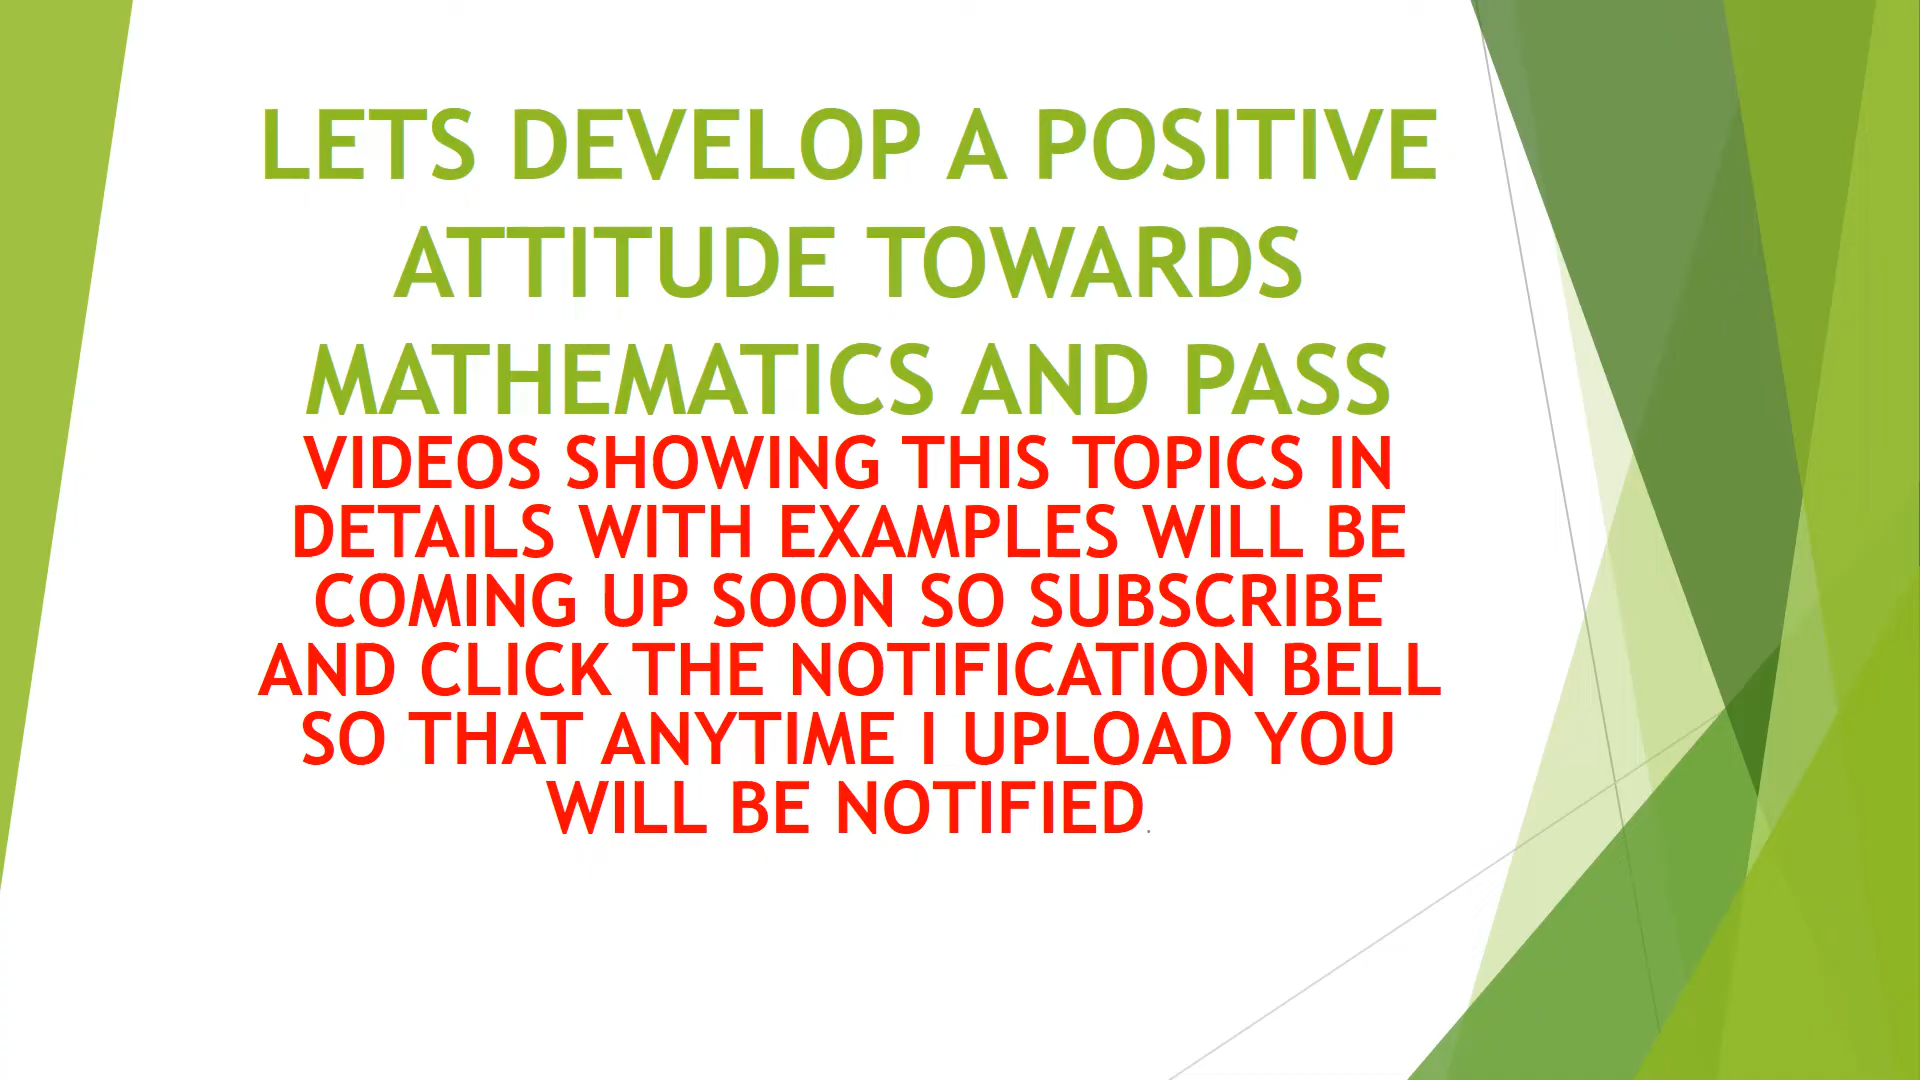 LETS DEVELOP A POSITIVE
ATTITUDE TOWARDS
MATHEMATICS AND PASS
VIDEOS SHOWING THIS TOPICS IN
DETAILS WITH EXAMPLES WILL BE
COMING UP SOON SO SUBSCRIBE
AND CLICK THE NOTIFICATION BELL
SO THAT ANYTIME I UPLOAD YOU
WILL BE NOTIFIED.